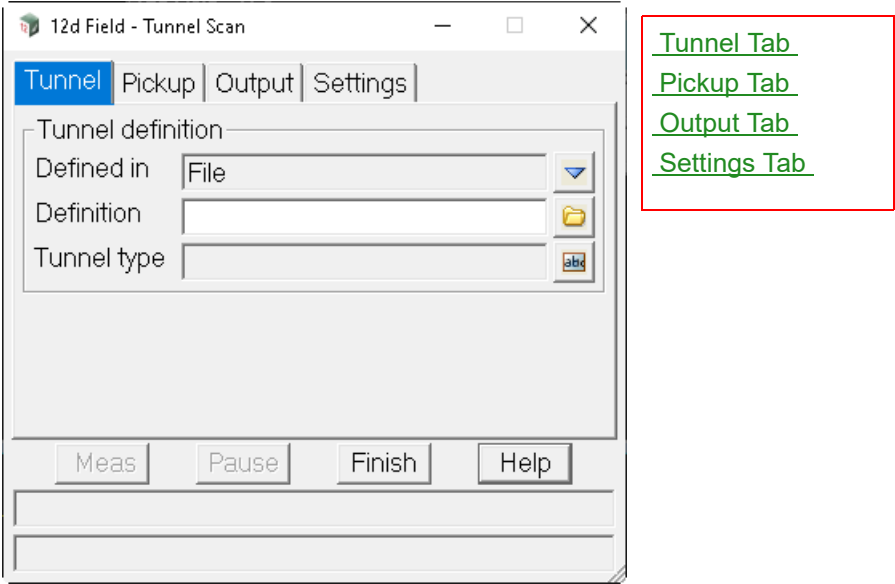 12d Field - Tunnel Scan
Tunnel Pickup Output Settings
Tunnel definition
Defined in File
Definition
Tunnel type abc
Meas Pause Finish Help
Tunnel Tab
Pickup Tab
Output Tab
Settings Tab